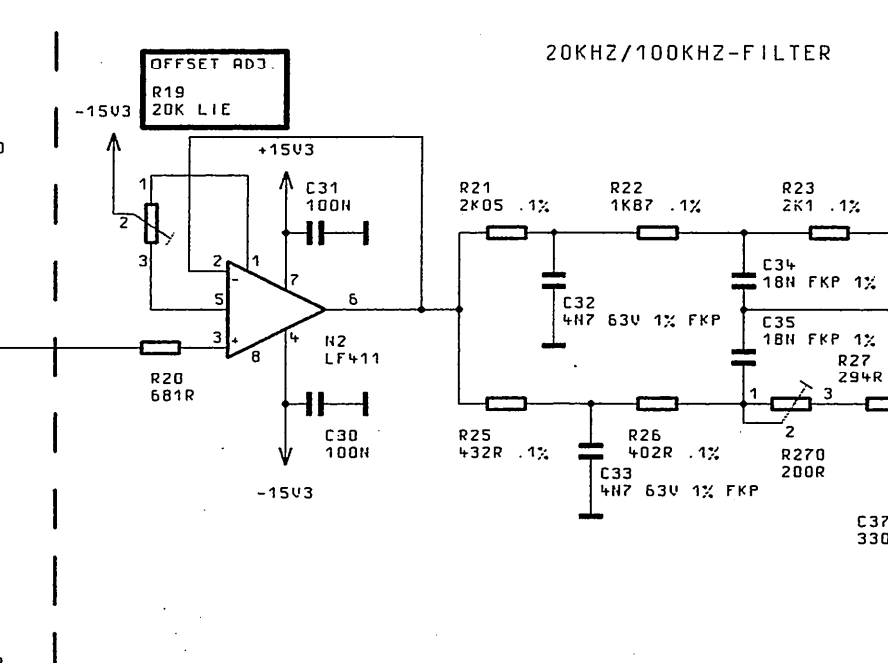 20KHZ/100KHZ-FILTER
OFFSET ADJ.
R19
20K LIE
-15V3
+15V3
1
2
3
C31
100N
2
1
-
7
5
6
3
+
4
8
N2
LF411
R20
681R
C30
100N
-15V3
R21
2K05 .1%
R22
1K87 .1%
R23
2K1 .1%
C34
18N FKP 1%
C32
4N7 63V 1% FKP
C35
18N FKP 1%
R27
294R
1
3
2
R25
432R .1%
R26
402R .1%
R270
200R
C33
4N7 63V 1% FKP
C37
330